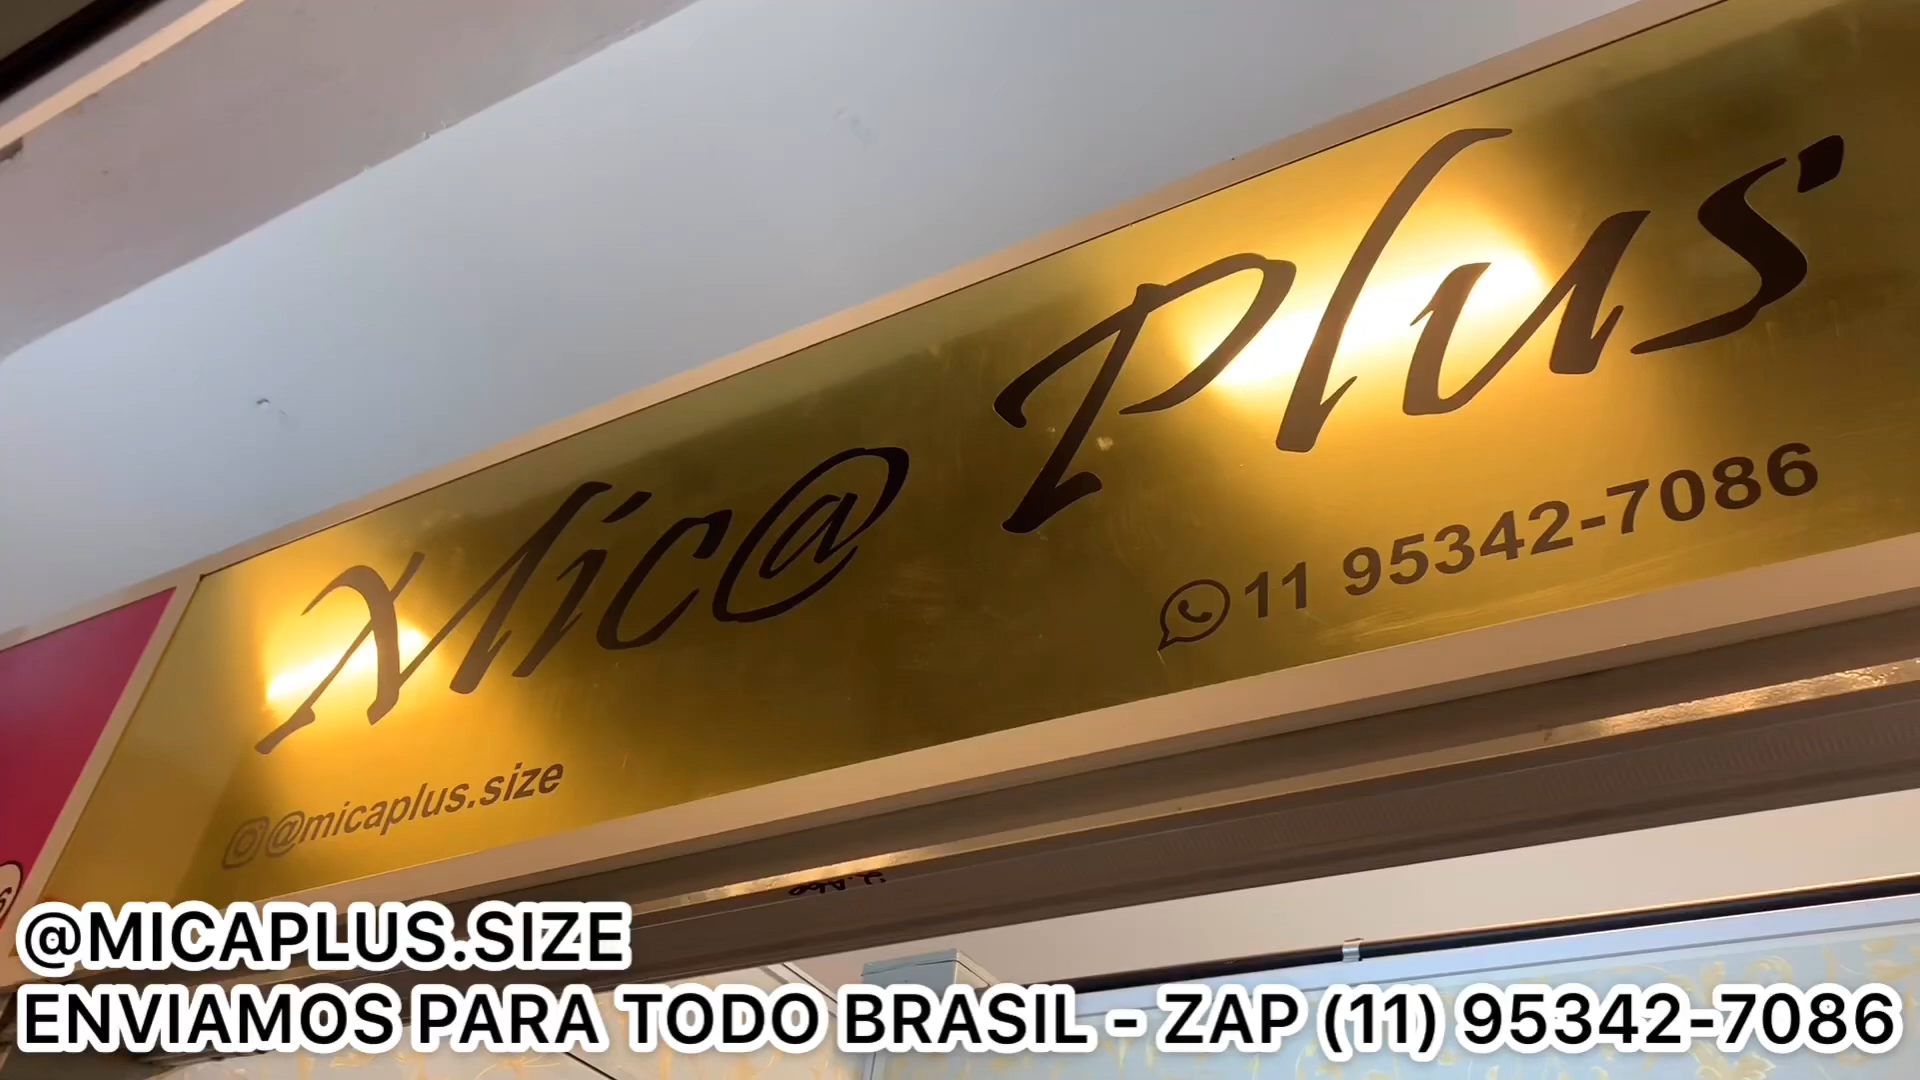 Mic@ Plus
11 95342-7086
@micaplus.size
@MICAPLUS.SIZE
ENVIAMOS PARA TODO BRASIL - ZAP (11) 95342-7086